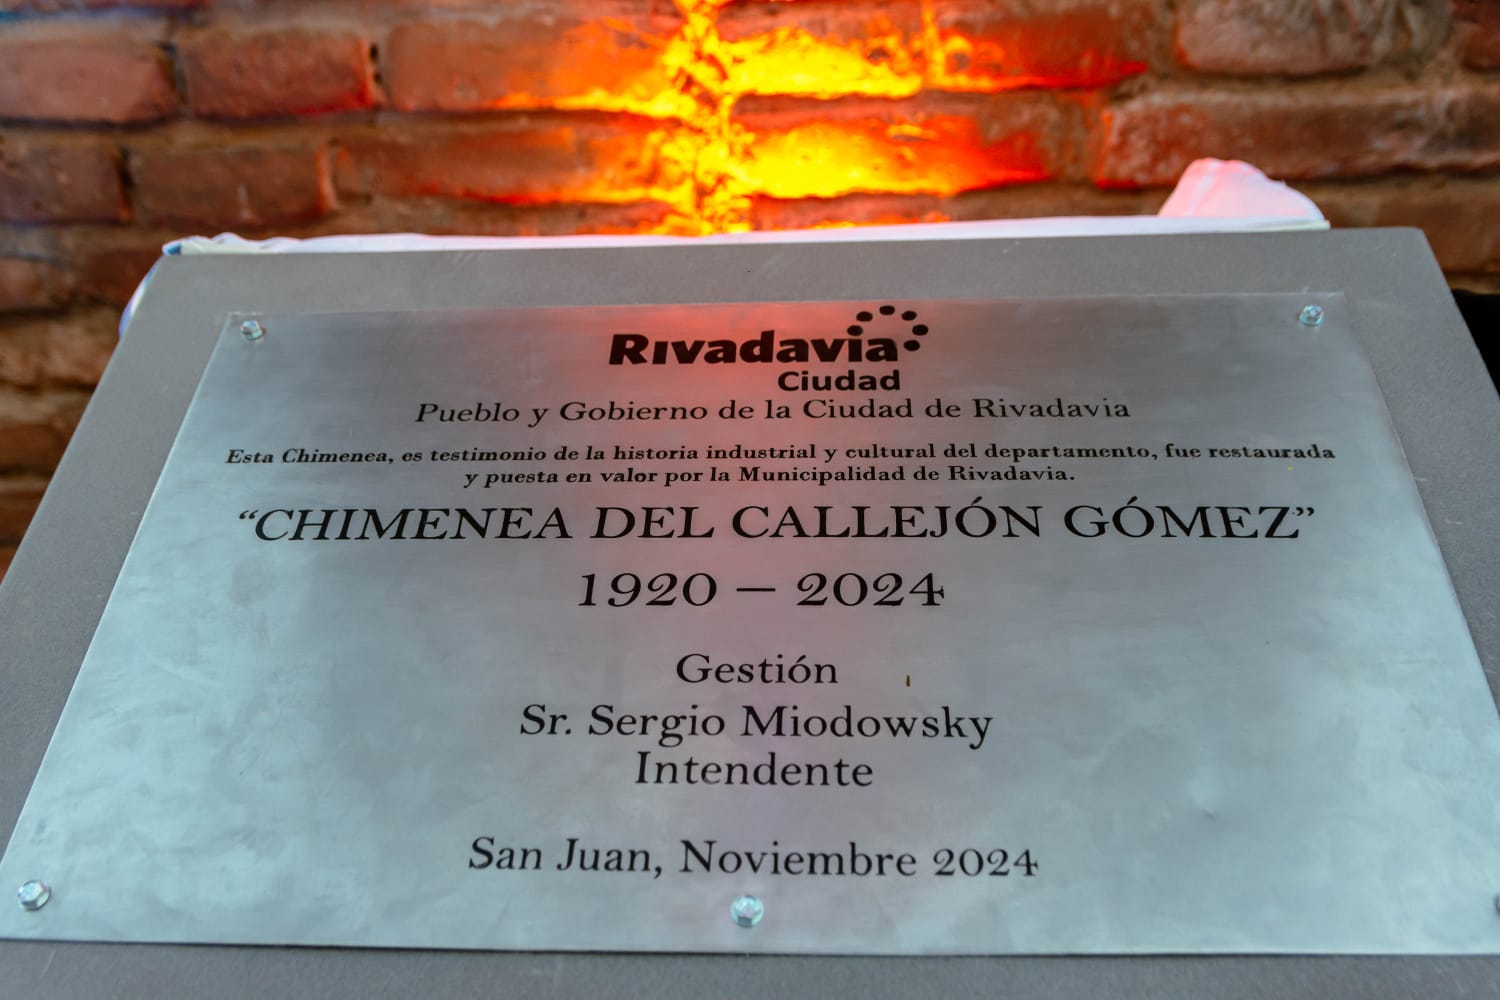 Rivadavia
Ciudad
Pueblo y Gobierno de la Ciudad de Rivadavia
Esta Chimenea, es testimonio de la historia industrial y cultural del departamento, fue restaurada
y puesta en valor por la Municipalidad de Rivadavia.
“CHIMENEA DEL CALLEJÓN GÓMEZ”
1920 – 2024
Gestión
Sr. Sergio Miodowsky
Intendente
San Juan, Noviembre 2024